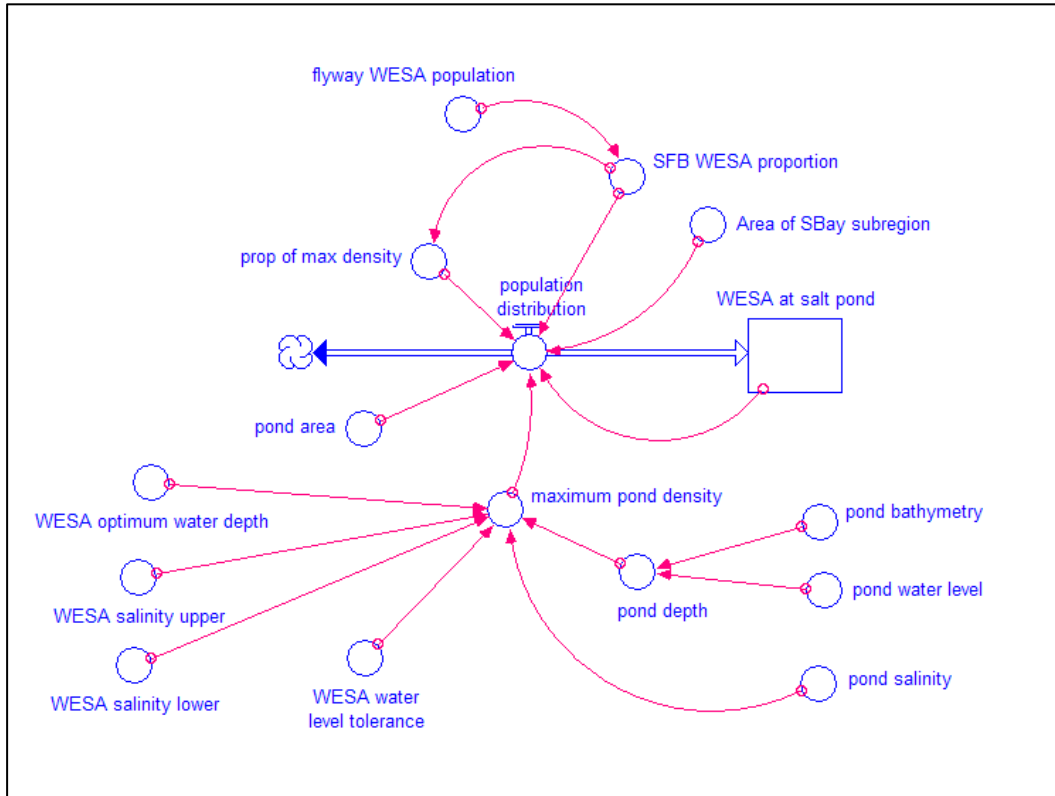 flyway WESA population
SFB WESA proportion
Area of SBay subregion
prop of max density
population
distribution
WESA at salt pond
pond area
maximum pond density
WESA optimum water depth
pond bathymetry
WESA salinity upper
pond depth
pond water level
WESA salinity lower
WESA water
level tolerance
pond salinity